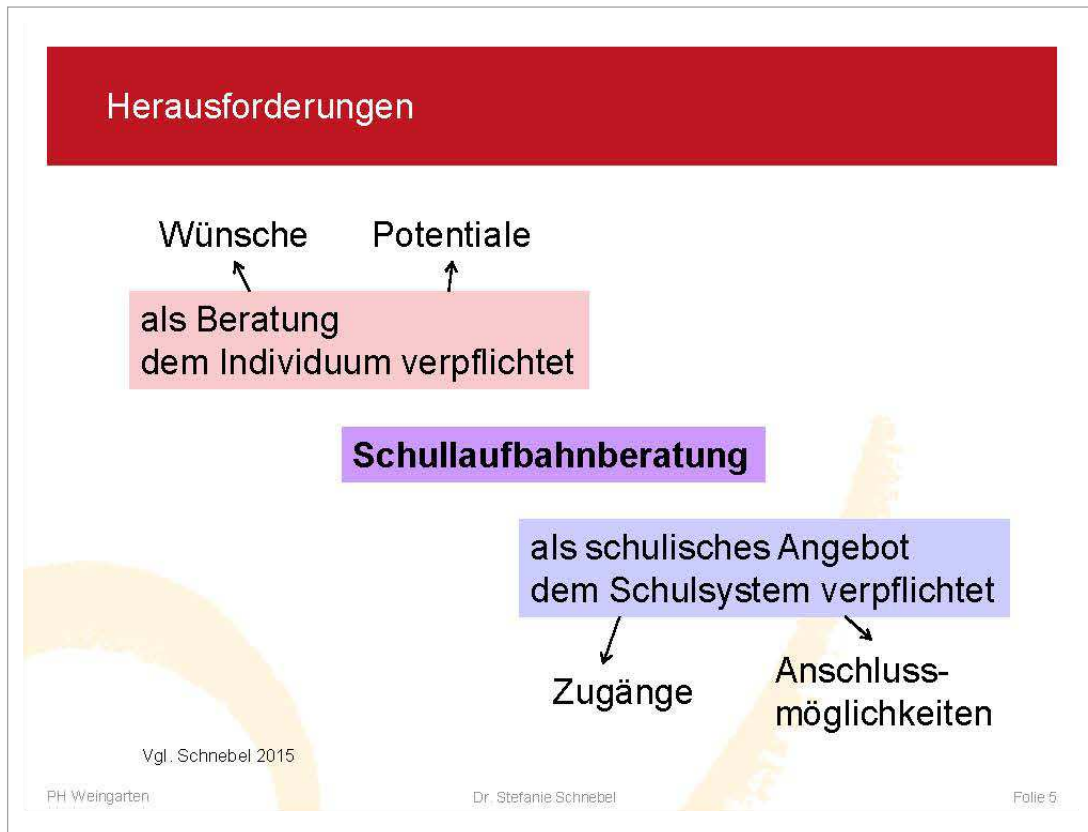 Herausforderungen
Wünsche Potentiale
als Beratung
dem Individuum verpflichtet
Schullaufbahnberatung
als schulisches Angebot
dem Schulsystem verpflichtet
Zugänge
Anschluss-
möglichkeiten
Vgl. Schnebel 2015
PH Weingarten Dr. Stefanie Schnebel Folie 5